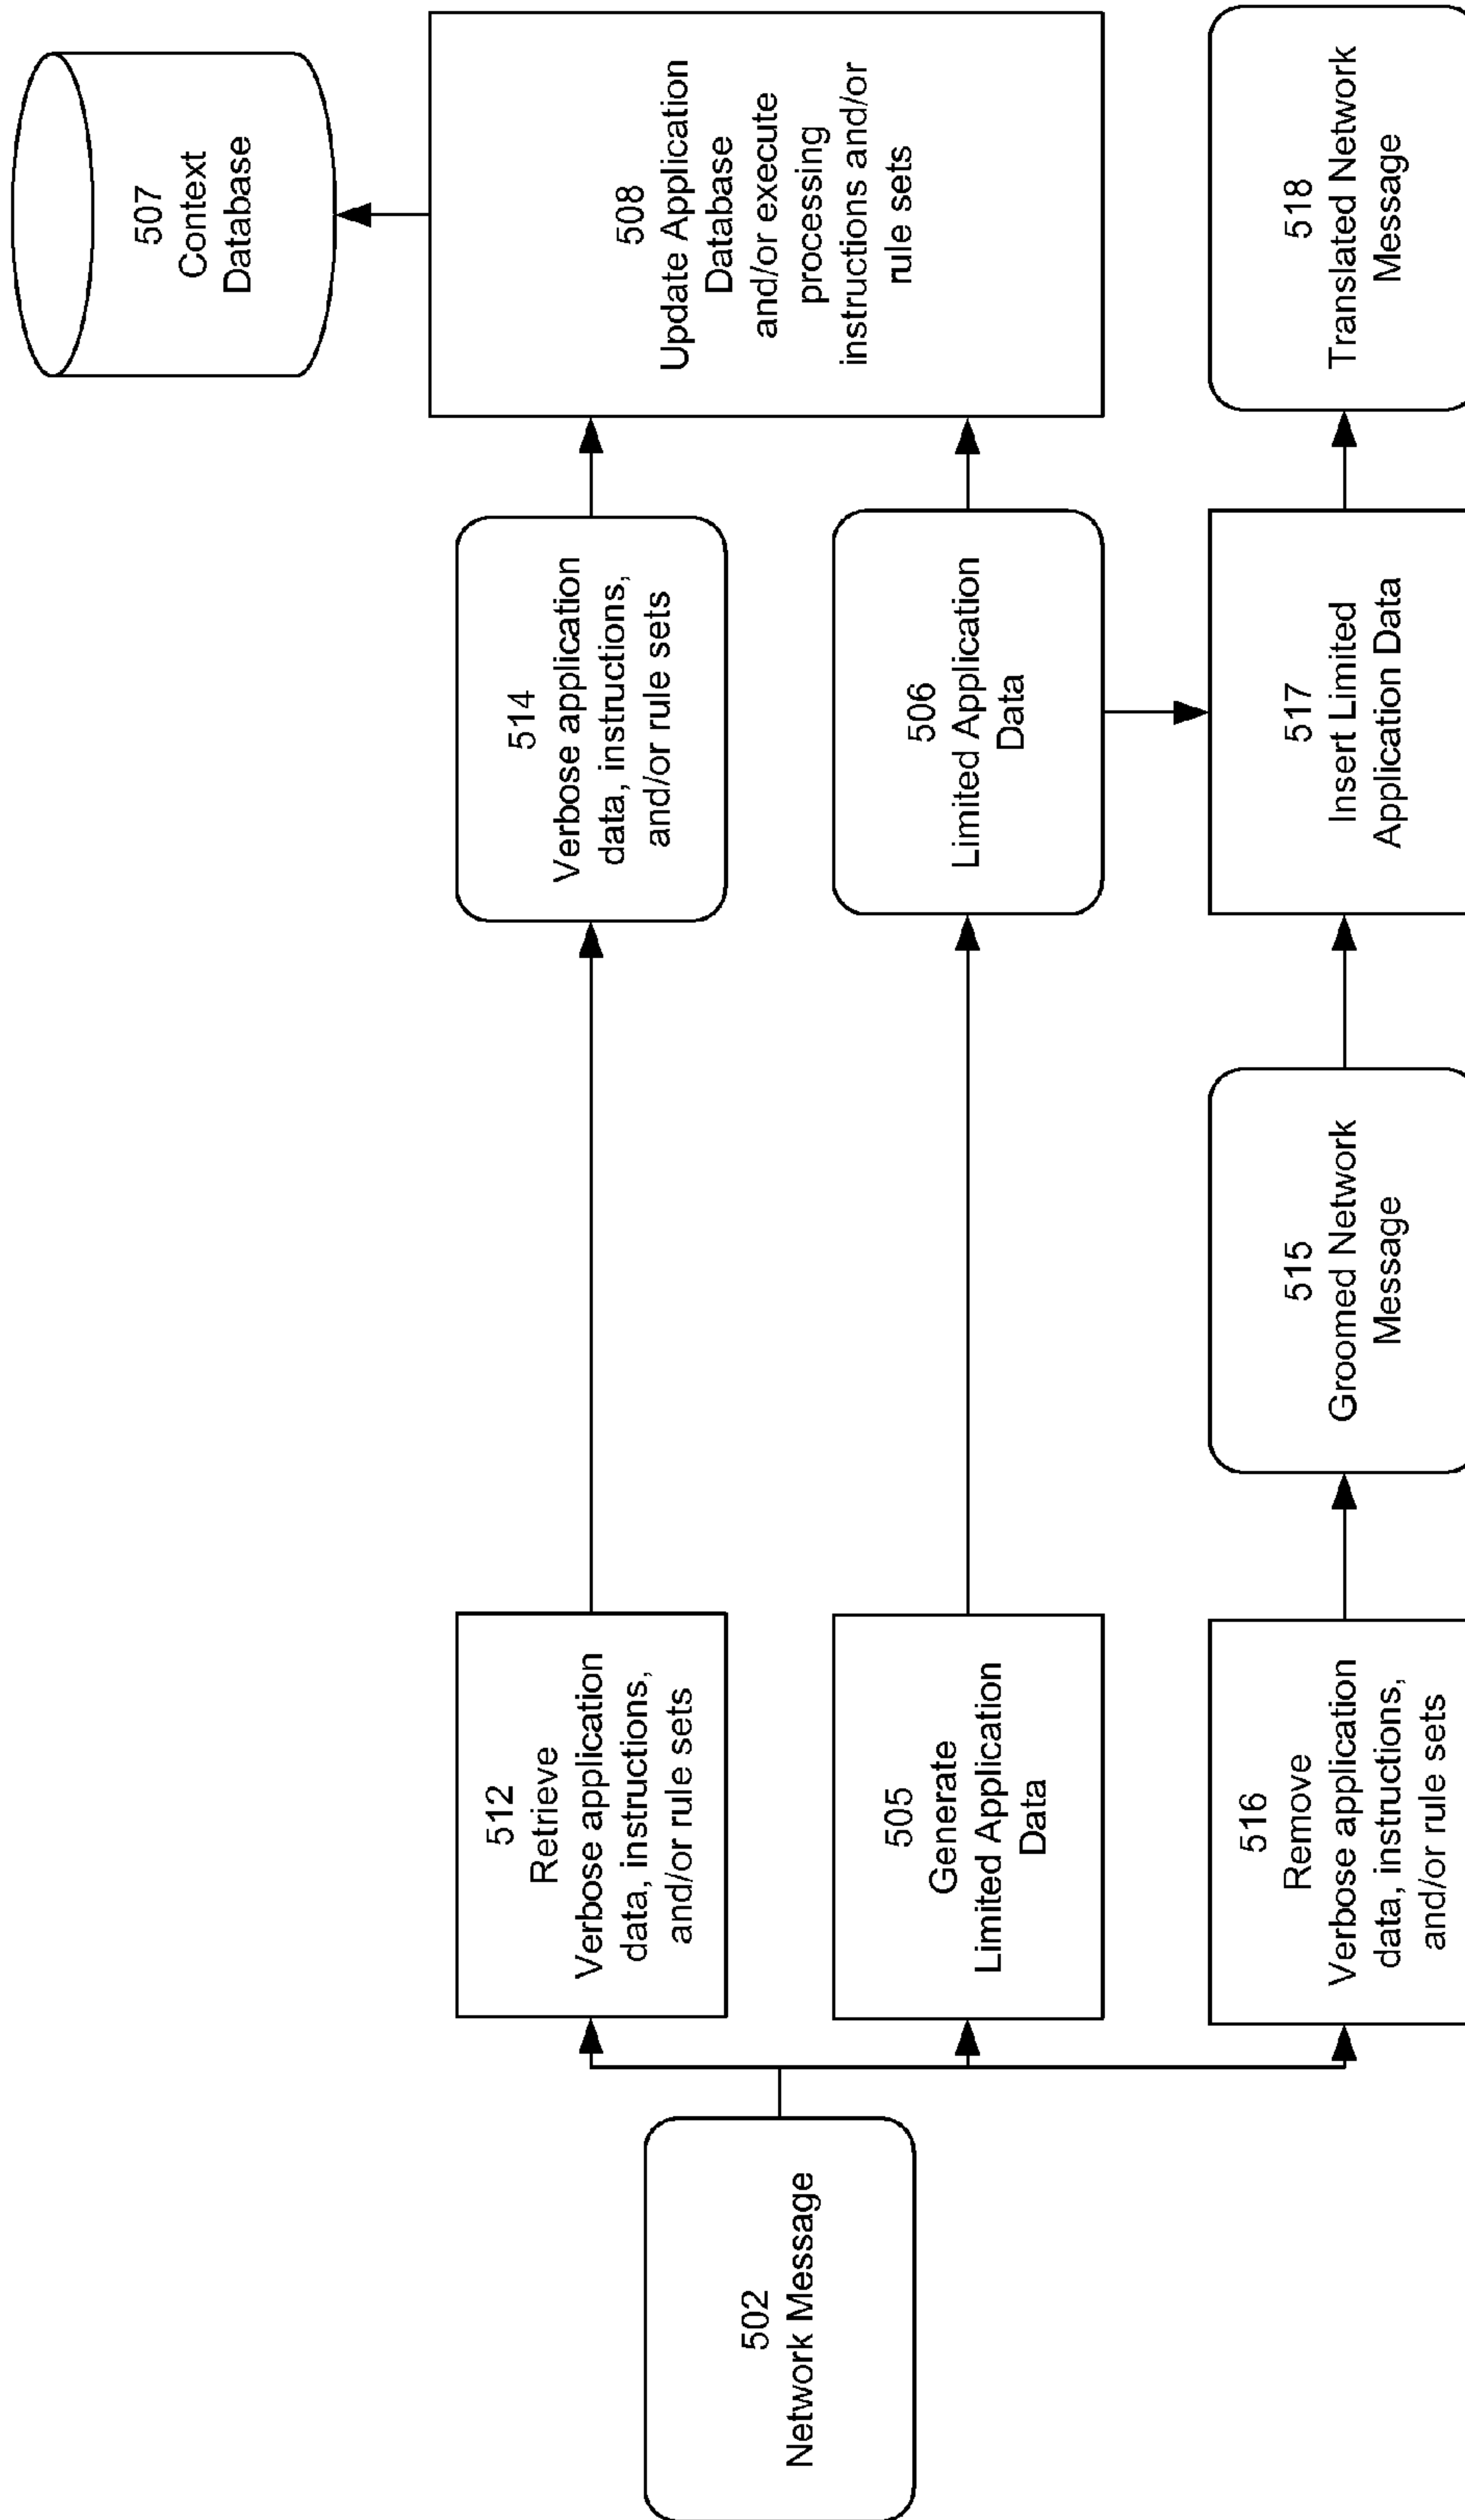 502
Network Message
512
Retrieve
Verbose application
data, instructions,
and/or rule sets
505
Generate
Limited Application
Data
516
Remove
Verbose application
data, instructions,
and/or rule sets
515
Groomed Network
Message
514
Verbose application
data, instructions,
and/or rule sets
506
Limited Application
Data
517
Insert Limited
Application Data
507
Context
Database
508
Update Application
Database
and/or execute
processing
instructions and/or
rule sets
518
Translated Network
Message